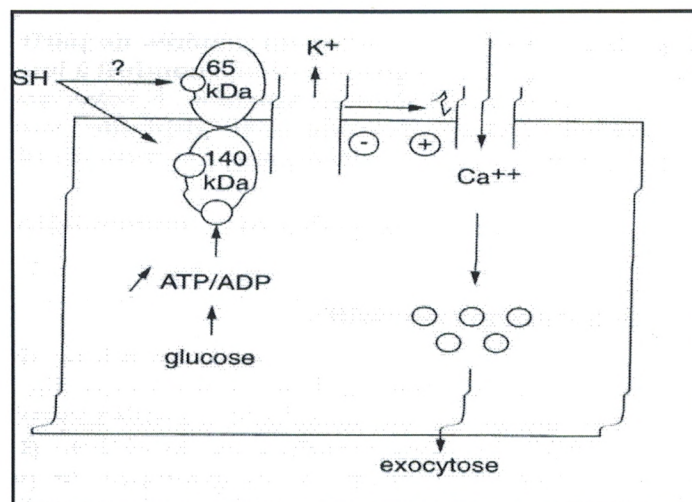 K+
SH
?
65
kDa
140
kDa
- +
Ca++
ATP/ADP
glucose
exocytose